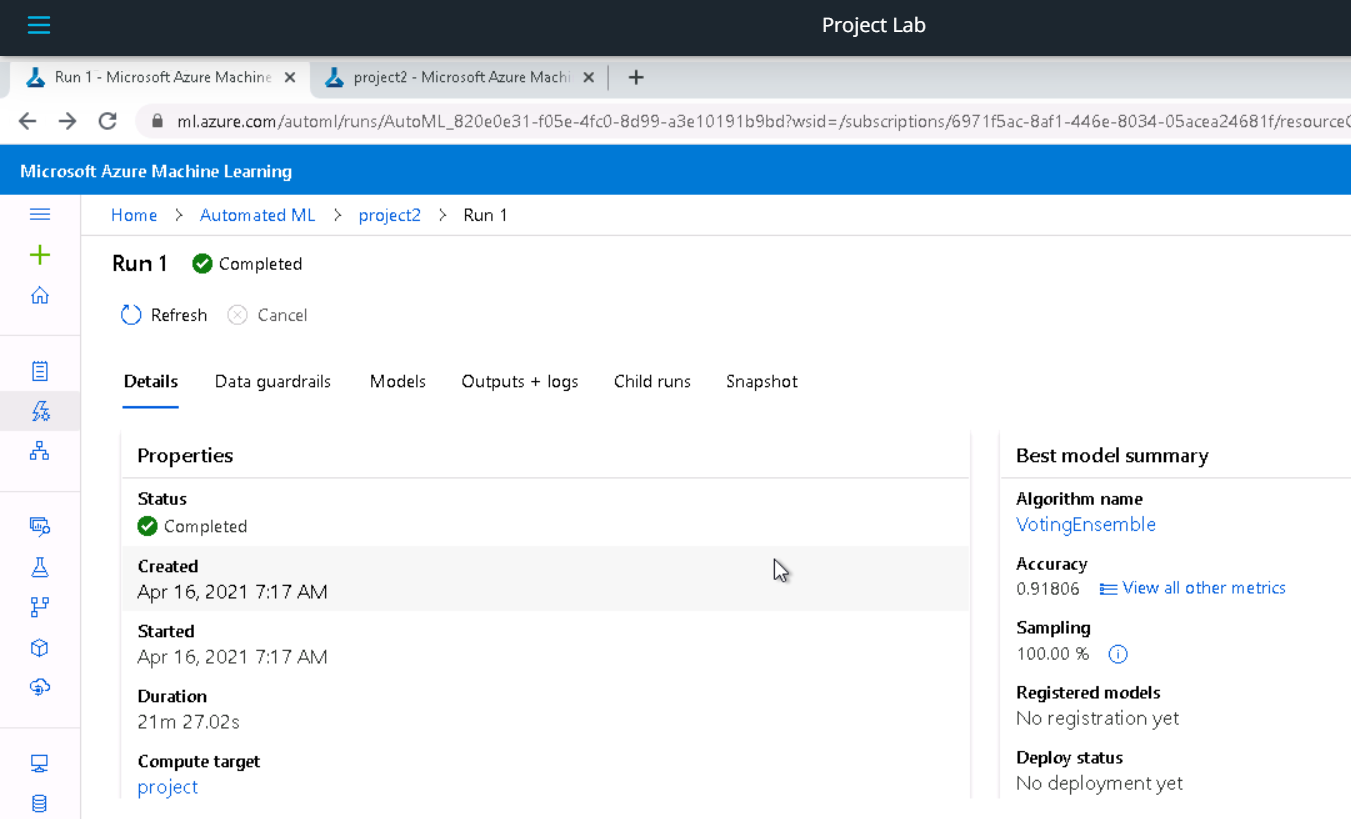 Project Lab
Run 1 - Microsoft Azure Machine
project2 - Microsoft Azure Machi
ml.azure.com/automl/runs/AutoML_820e0e31-f05e-4fc0-8d99-a3e10191b9bd?wsid=/subscriptions/6971f5ac-8af1-446e-8034-05acea24681f/resource
Microsoft Azure Machine Learning
Home > Automated ML > project2 > Run 1
Run 1 Completed
Refresh Cancel
Details Data guardrails Models Outputs + logs Child runs Snapshot
Properties
Status
Completed
Created
Apr 16, 2021 7:17 AM
Started
Apr 16, 2021 7:17 AM
Duration
21m 27.02s
Compute target
project
Best model summary
Algorithm name
VotingEnsemble
Accuracy
0.91806 View all other metrics
Sampling
100.00 %
Registered models
No registration yet
Deploy status
No deployment yet